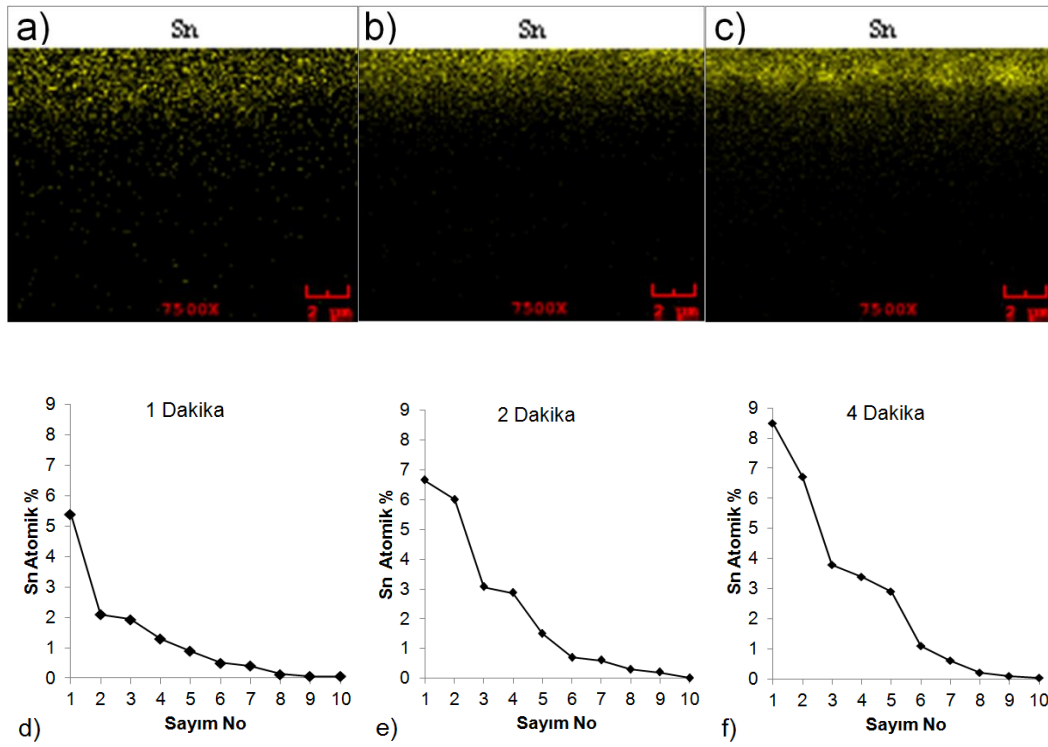 a) Sn
b) Sn
c) Sn
7500X 2 µm
7500X 2 µm
7500X 2 µm
1 Dakika
9
8
7
6
5
4
3
2
1
0
Sn Atomik %
1 2 3 4 5 6 7 8 9 10
Sayım No
d)
2 Dakika
9
8
7
6
5
4
3
2
1
0
Sn Atomik %
1 2 3 4 5 6 7 8 9 10
Sayım No
e)
4 Dakika
9
8
7
6
5
4
3
2
1
0
Sn Atomik %
1 2 3 4 5 6 7 8 9 10
Sayım No
f)